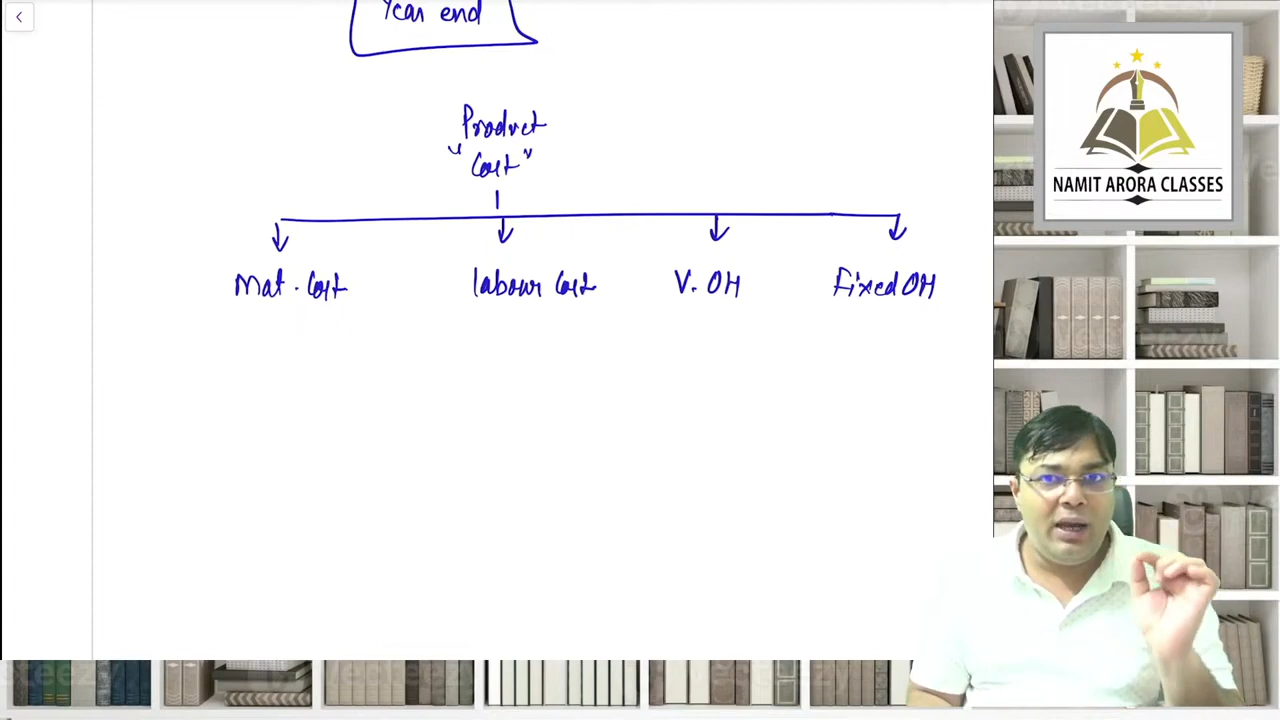 Year end
Product
"Cost"
Mat. Cost
labour Cost
V. OH
Fixed OH
NAMIT ARORA CLASSES